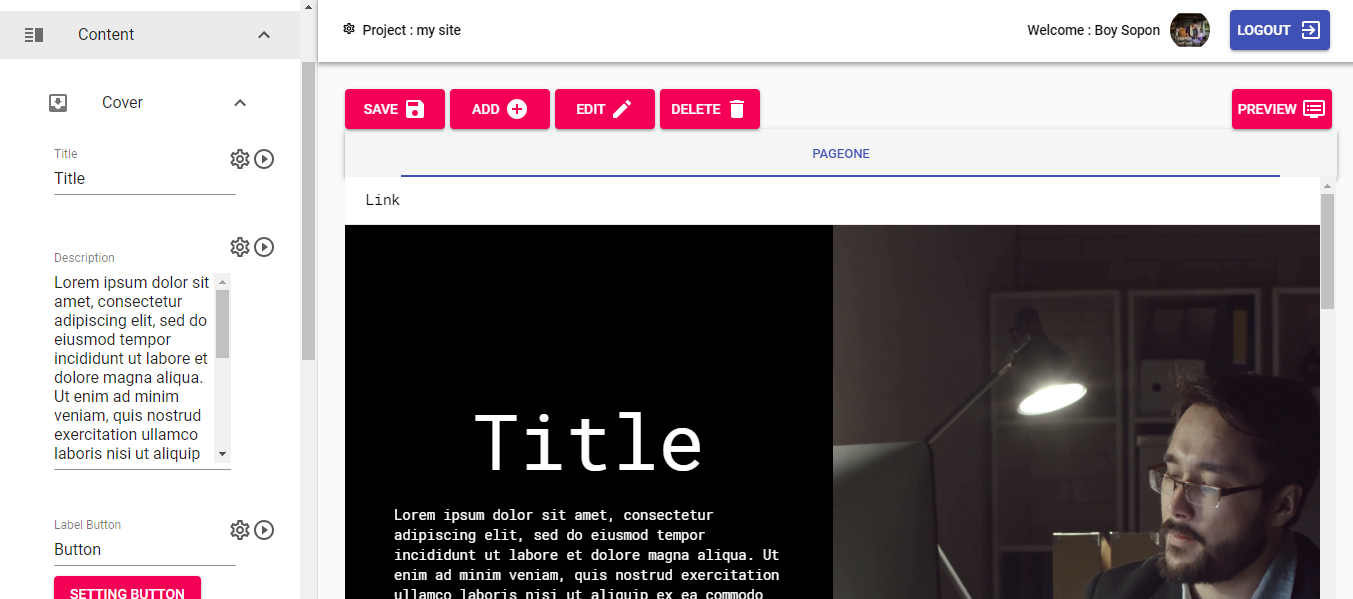 Content
Cover
Title
Title
Description
Lorem ipsum dolor sit
amet, consectetur
adipiscing elit, sed do
eiusmod tempor
incididunt ut labore et
dolore magna aliqua.
Ut enim ad minim
veniam, quis nostrud
exercitation ullamco
laboris nisi ut aliquip
Label Button
Button
SETTING BUTTON
Project : my site
Welcome : Boy Sopon
LOGOUT
SAVE
ADD
EDIT
DELETE
PREVIEW
PAGEONE
Link
Title
Lorem ipsum dolor sit amet, consectetur
adipiscing elit, sed do eiusmod tempor
incididunt ut labore et dolore magna aliqua. Ut
enim ad minim veniam, quis nostrud exercitation
ullamco laboris nisi ut aliquip ex ea commodo